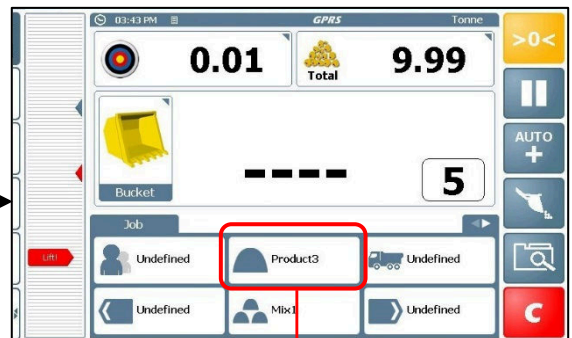 03:43 PM GPRS Tonne
0.01 Total 9.99
>0<
AUTO
+
Bucket ---- 5
Job
Lift!
Undefined Product3 Undefined
Undefined Mix1 Undefined
C